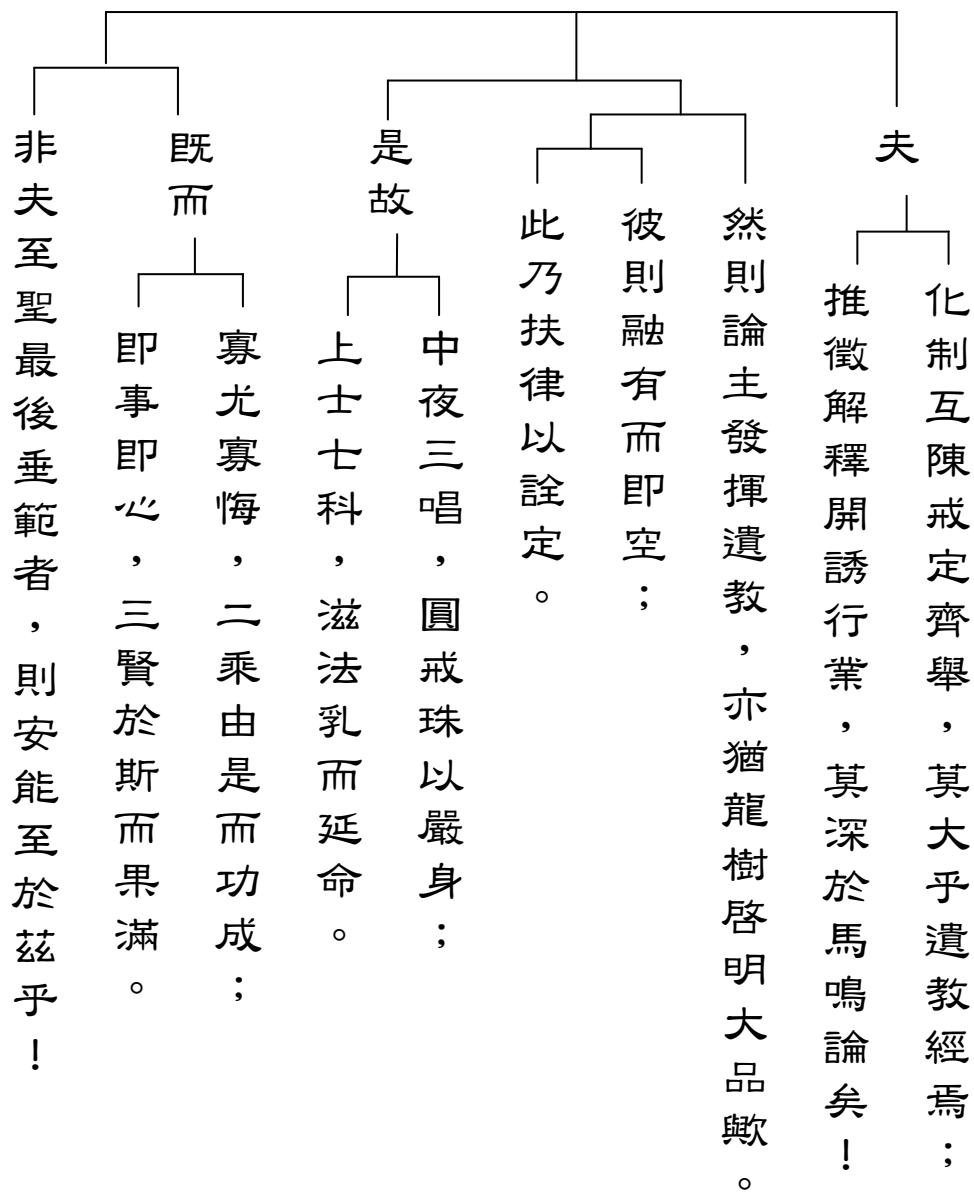 夫
化制互陳戒定齊舉，莫大乎遺教經焉；
推徵解釋開誘行業，莫深於馬鳴論矣！
然則論主發揮遺教，亦猶龍樹啓明大品歟。
彼則融有而即空；
此乃扶律以詮定。
是故
中夜三唱，圓戒珠以嚴身；
上士七科，滋法乳而延命。
既而
寡尤寡悔，二乘由是而功成；
即事即心，三賢於斯而果滿。
非夫至聖最後垂範者，則安能至於茲乎！